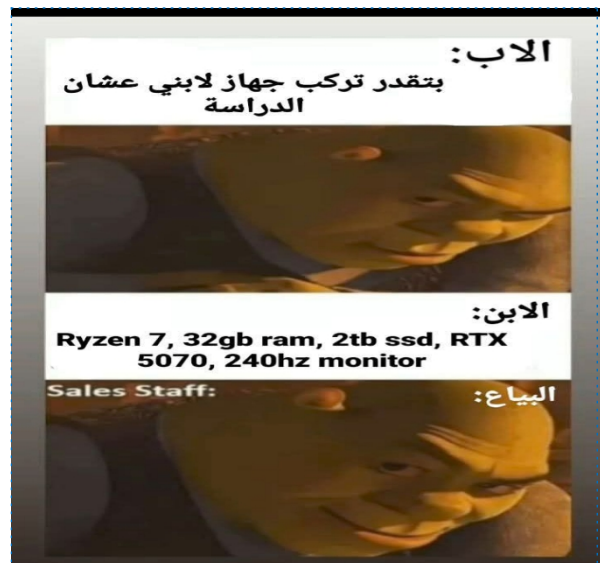 الاب:
بتقدر تركب جهاز لابني عشان
الدراسة
الابن:
Ryzen 7, 32gb ram, 2tb ssd, RTX
5070, 240hz monitor
Sales Staff: البياع: